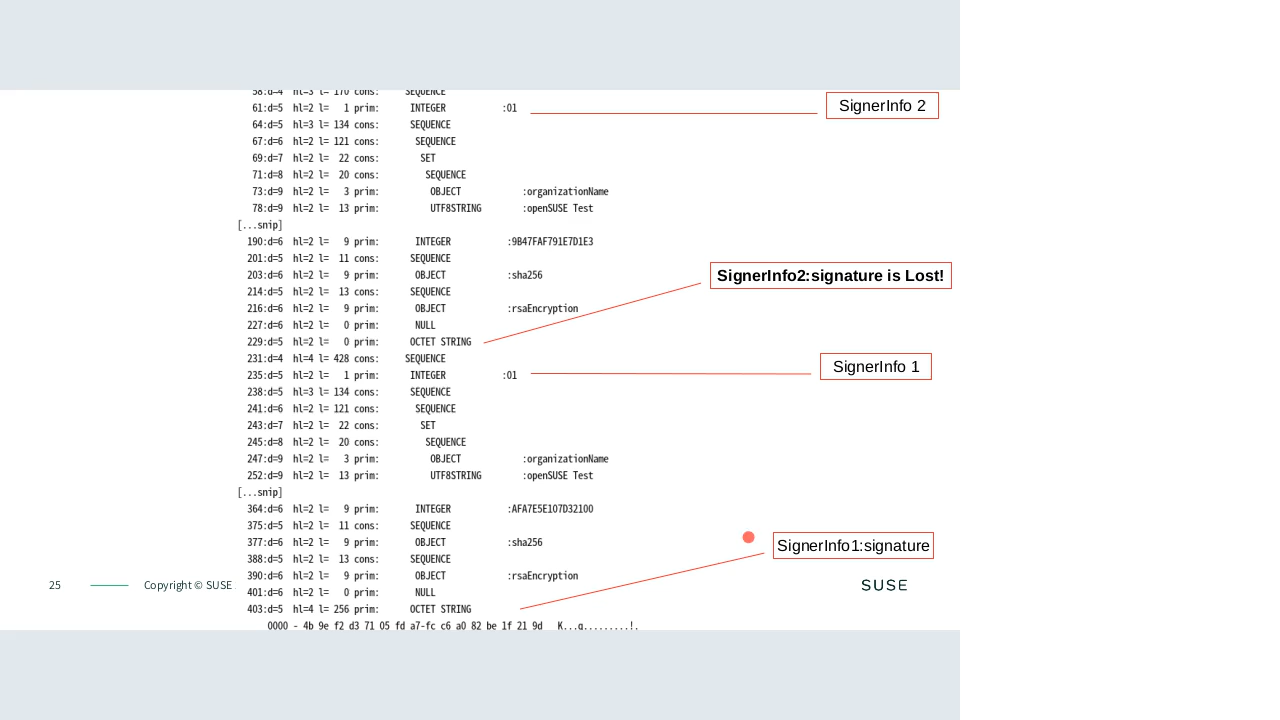 58:d=4 hl=3 l= 170 cons: SEQUENCE
61:d=5 hl=2 l= 1 prim: INTEGER :01
SignerInfo 2
64:d=5 hl=3 l= 134 cons: SEQUENCE
67:d=6 hl=2 l= 121 cons: SEQUENCE
69:d=7 hl=2 l= 22 cons: SET
71:d=8 hl=2 l= 20 cons: SEQUENCE
73:d=9 hl=2 l= 3 prim: OBJECT :organizationName
78:d=9 hl=2 l= 13 prim: UTF8STRING :openSUSE Test
[...snip]
190:d=6 hl=2 l= 9 prim: INTEGER :9B47FAF791E7D1E3
201:d=5 hl=2 l= 11 cons: SEQUENCE
203:d=6 hl=2 l= 9 prim: OBJECT :sha256
SignerInfo2:signature is Lost!
214:d=5 hl=2 l= 13 cons: SEQUENCE
216:d=6 hl=2 l= 9 prim: OBJECT :rsaEncryption
227:d=6 hl=2 l= 0 prim: NULL
229:d=5 hl=2 l= 0 prim: OCTET STRING
231:d=4 hl=4 l= 428 cons: SEQUENCE
SignerInfo 1
235:d=5 hl=2 l= 1 prim: INTEGER :01
238:d=5 hl=3 l= 134 cons: SEQUENCE
241:d=6 hl=2 l= 121 cons: SEQUENCE
243:d=7 hl=2 l= 22 cons: SET
245:d=8 hl=2 l= 20 cons: SEQUENCE
247:d=9 hl=2 l= 3 prim: OBJECT :organizationName
252:d=9 hl=2 l= 13 prim: UTF8STRING :openSUSE Test
[...snip]
364:d=6 hl=2 l= 9 prim: INTEGER :AFA7E5E107D32100
375:d=5 hl=2 l= 11 cons: SEQUENCE
377:d=6 hl=2 l= 9 prim: OBJECT :sha256
SignerInfo1:signature
388:d=5 hl=2 l= 13 cons: SEQUENCE
390:d=6 hl=2 l= 9 prim: OBJECT :rsaEncryption
401:d=6 hl=2 l= 0 prim: NULL
403:d=5 hl=4 l= 256 prim: OCTET STRING
0000 - 4b 9e f2 d3 71 05 fd a7-fc c6 a0 82 be 1f 21 9d K...q.........!.
25
Copyright © SUSE
SUSE